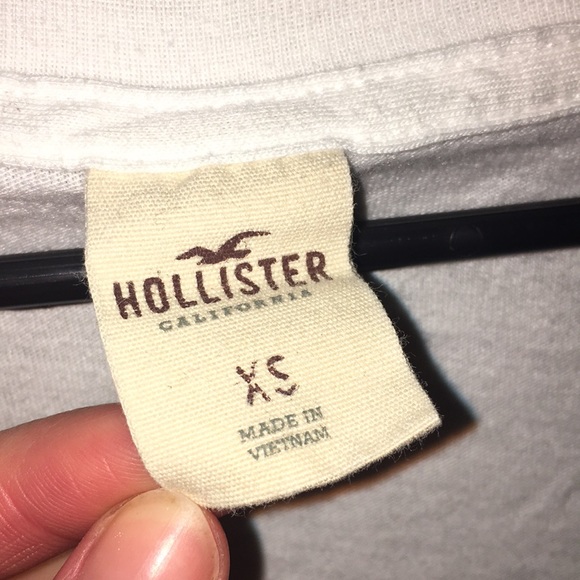 HOLLISTER
CALIFORNIA
XS
MADE IN
VIETNAM